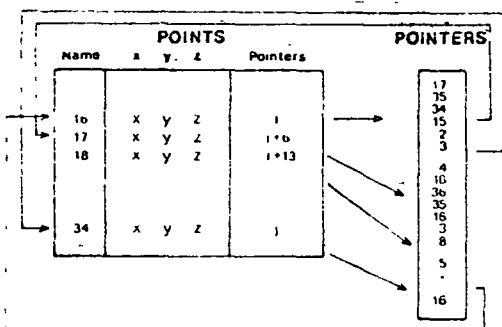 POINTS
POINTERS
Name x y z Pointers
16 x y z i
17 x y z i+6
18 x y z i+13
34 x y z j
17
35
34
15
2
3
4
10
36
35
16
3
8
5
-
16